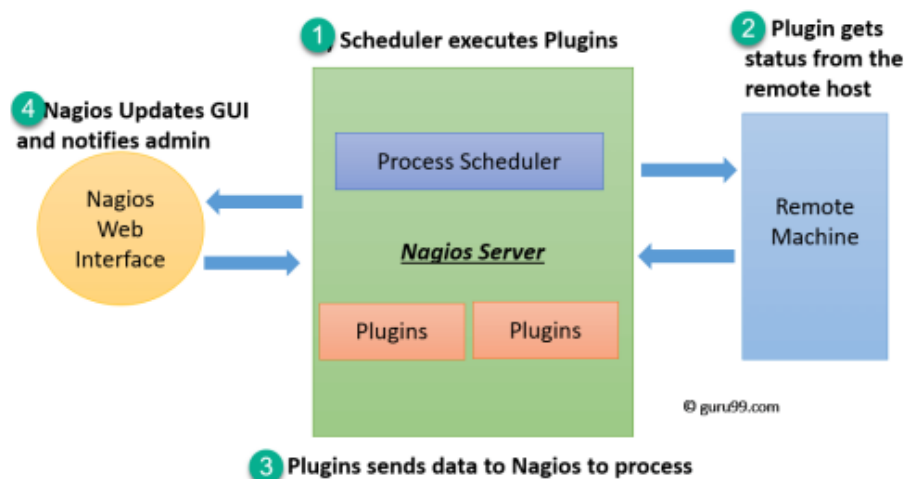 1 Scheduler executes Plugins
2 Plugin gets
status from the
remote host
4 Nagios Updates GUI
and notifies admin
Process Scheduler
Nagios
Web
Interface
Nagios Server
Remote
Machine
Plugins
Plugins
© guru99.com
3 Plugins sends data to Nagios to process